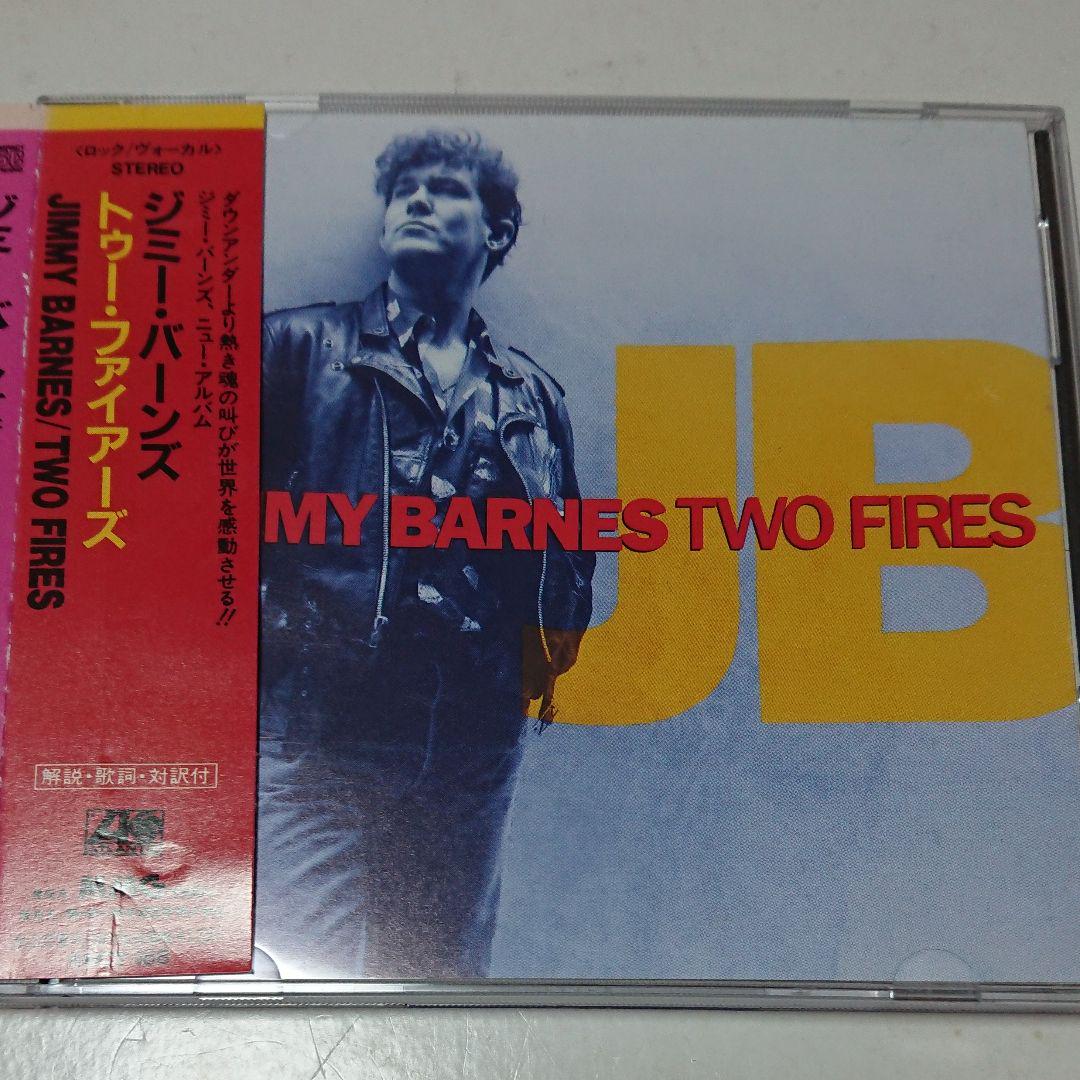 〈ロック/ヴォーカル〉
STEREO
ダウンアンダーより熱き魂の叫びが世界を感動させる!!
ジミー・バーンズ、ニュー・アルバム
ジミー・バーンズ
トゥー・ファイアーズ
JIMMY BARNES/TWO FIRES
解説・歌詞・対訳付
JB
MY BARNES TWO FIRES